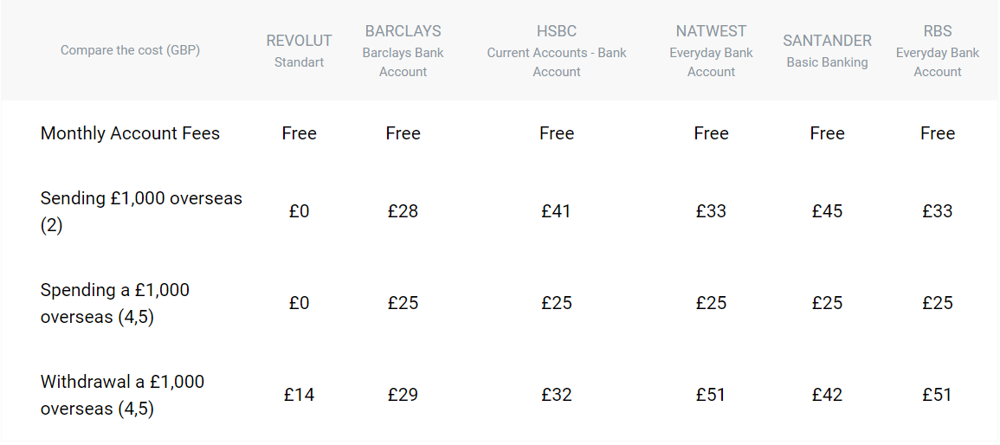 Compare the cost (GBP)
REVOLUT
Standart
BARCLAYS
Barclays Bank
Account
HSBC
Current Accounts - Bank
Account
NATWEST
Everyday Bank
Account
SANTANDER
Basic Banking
RBS
Everyday Bank
Account
Monthly Account Fees Free Free Free Free Free Free
Sending £1,000 overseas
(2) £0 £28 £41 £33 £45 £33
Spending a £1,000
overseas (4,5) £0 £25 £25 £25 £25 £25
Withdrawal a £1,000
overseas (4,5) £14 £29 £32 £51 £42 £51